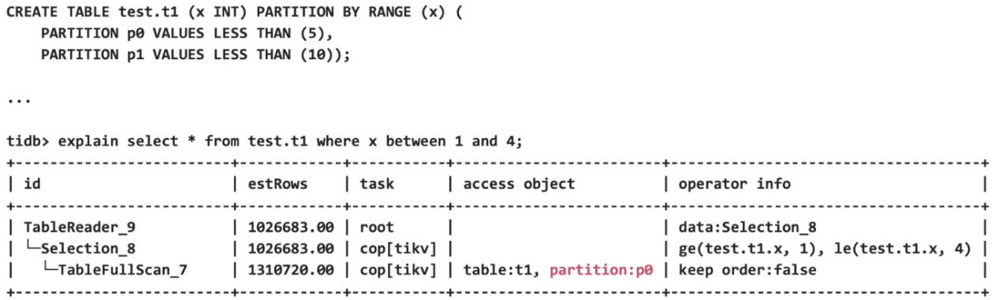 CREATE TABLE test.t1 (x INT) PARTITION BY RANGE (x) (
    PARTITION p0 VALUES LESS THAN (5),
    PARTITION p1 VALUES LESS THAN (10));
...
tidb> explain select * from test.t1 where x between 1 and 4;
+-------------------------+------------+-----------+------------------------+------------------------------------+
| id                      | estRows    | task      | access object          | operator info                      |
+-------------------------+------------+-----------+------------------------+------------------------------------+
| TableReader_9           | 1026683.00 | root      |                        | data:Selection_8                   |
| └─Selection_8           | 1026683.00 | cop[tikv] |                        | ge(test.t1.x, 1), le(test.t1.x, 4) |
|   └─TableFullScan_7     | 1310720.00 | cop[tikv] | table:t1, partition:p0 | keep order:false                   |
+-------------------------+------------+-----------+------------------------+------------------------------------+